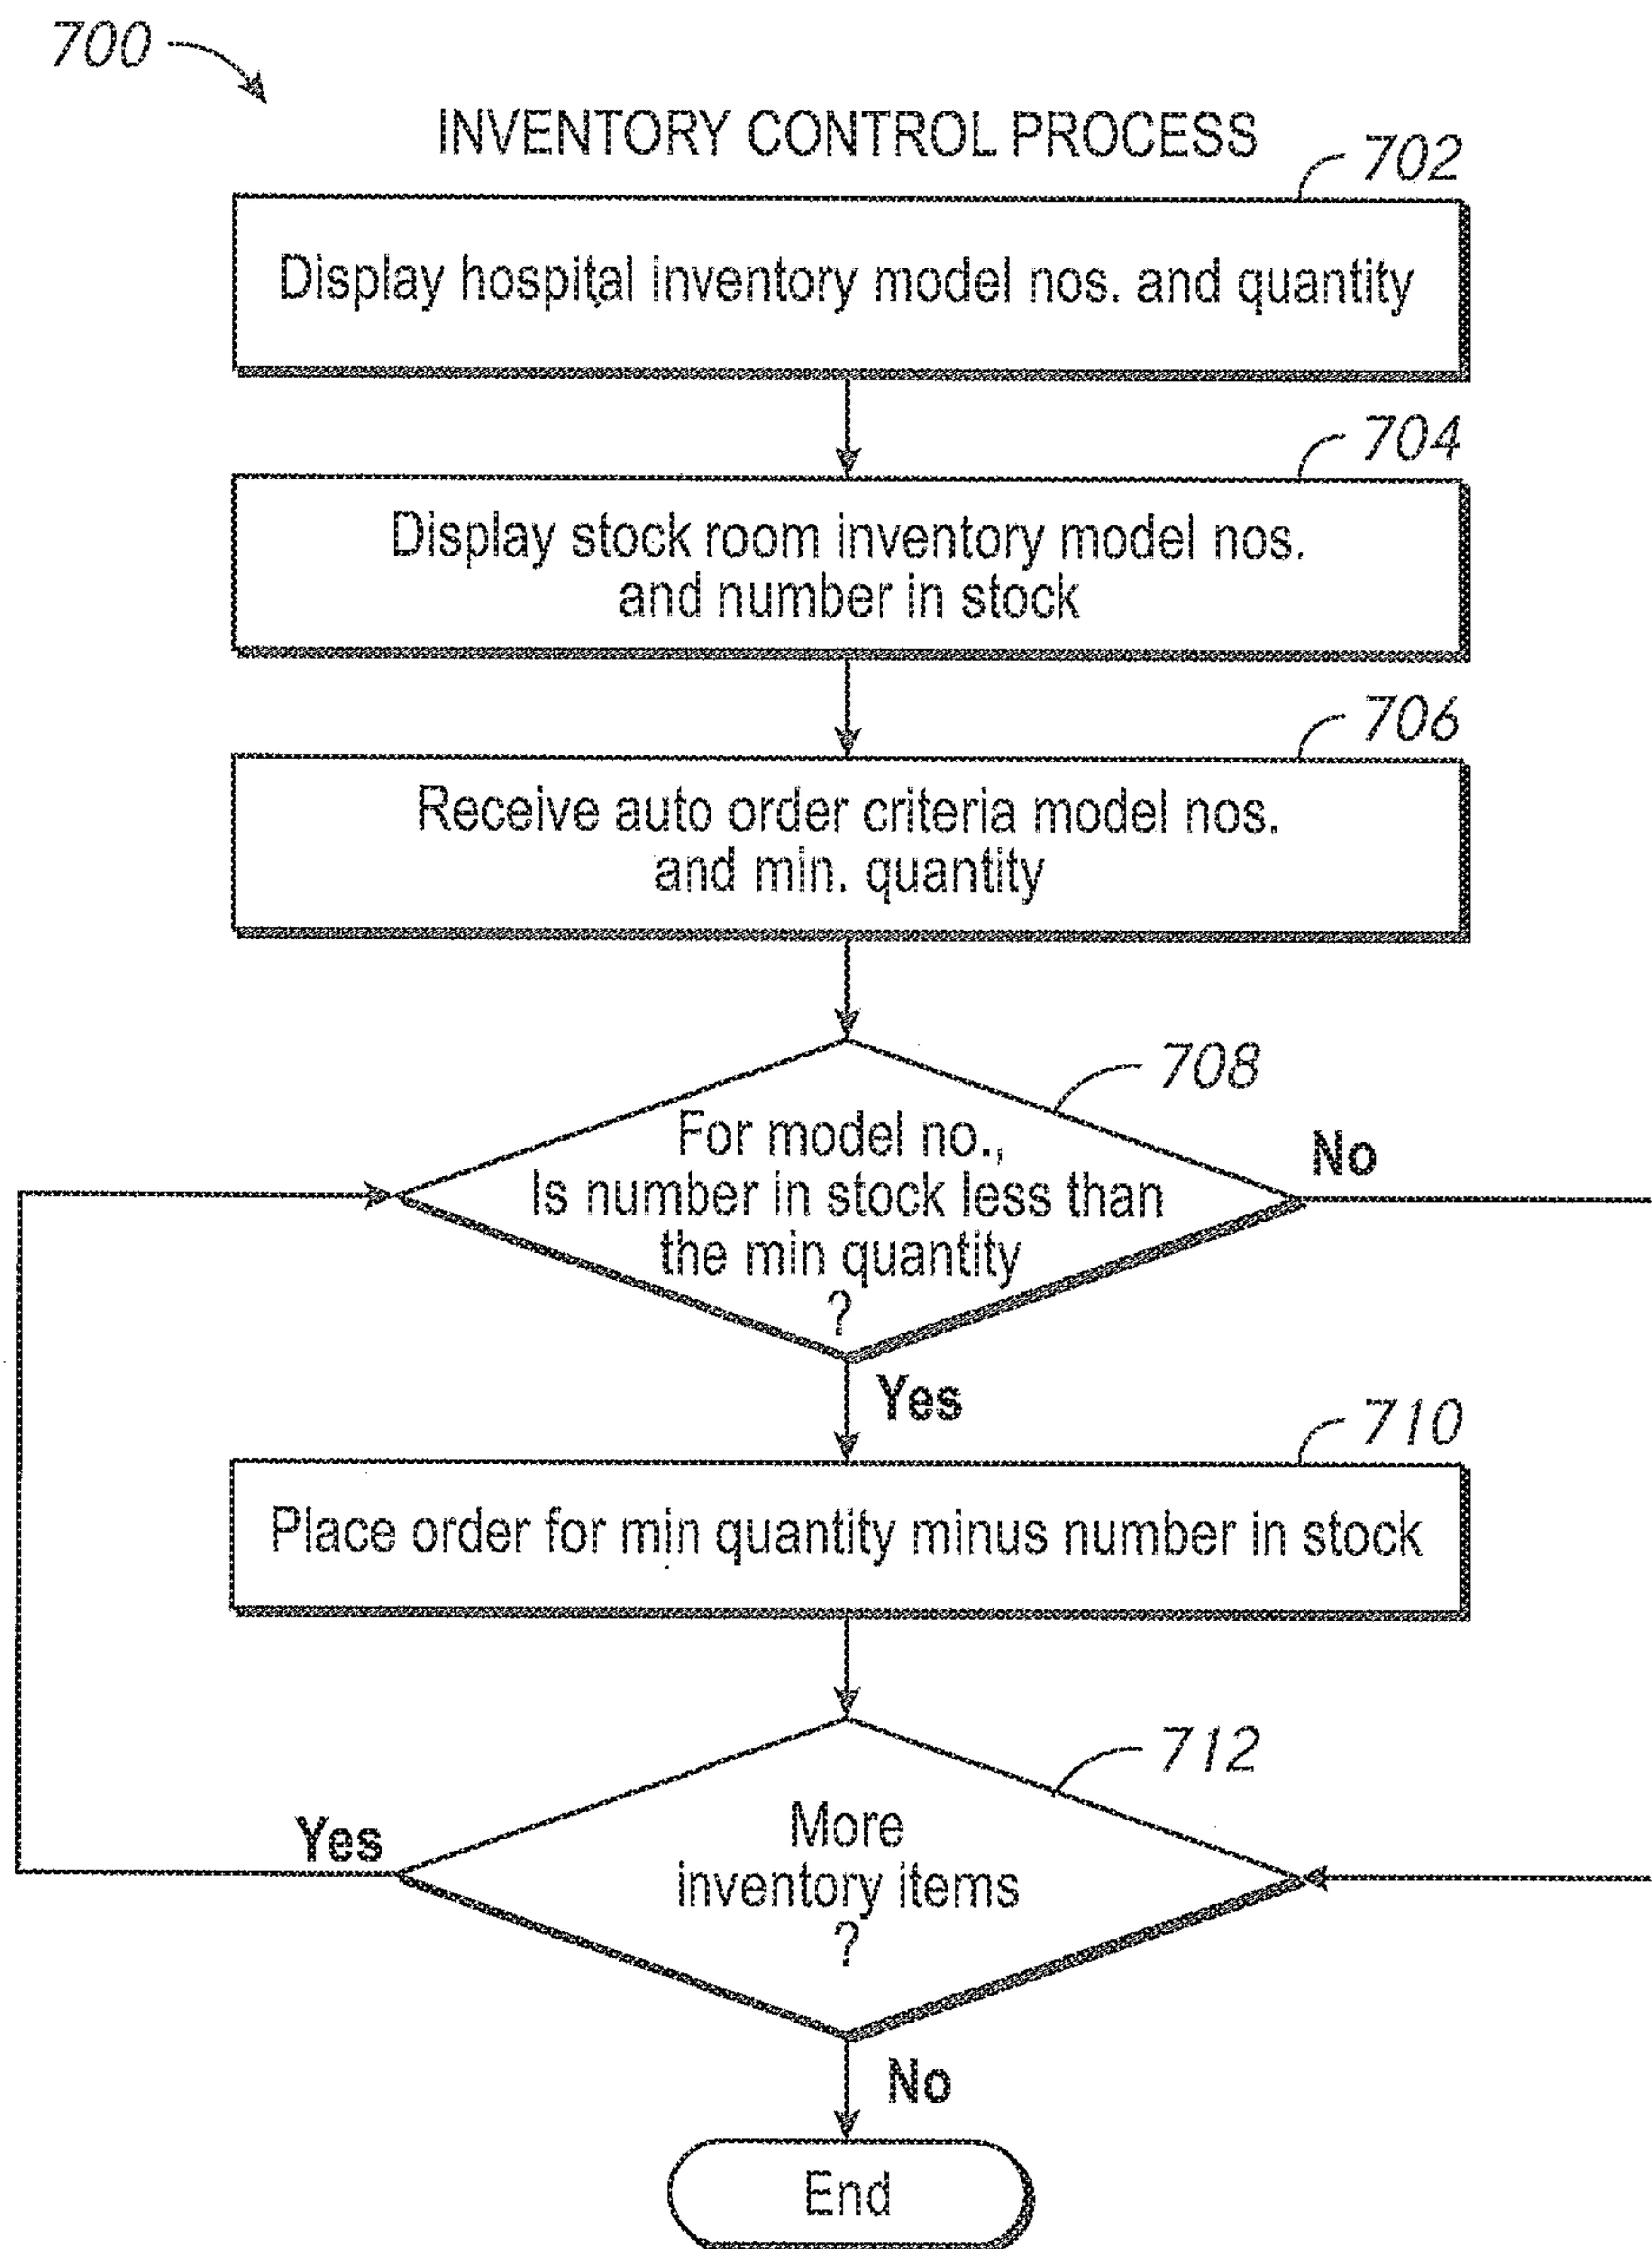 700
INVENTORY CONTROL PROCESS
702
Display hospital inventory model nos. and quantity
704
Display stock room inventory model nos.
and number in stock
706
Receive auto order criteria model nos.
and min. quantity
708
For model no.,
Is number in stock less than
the min quantity
?
No
Yes
710
Place order for min quantity minus number in stock
712
More
inventory items
?
Yes
No
End